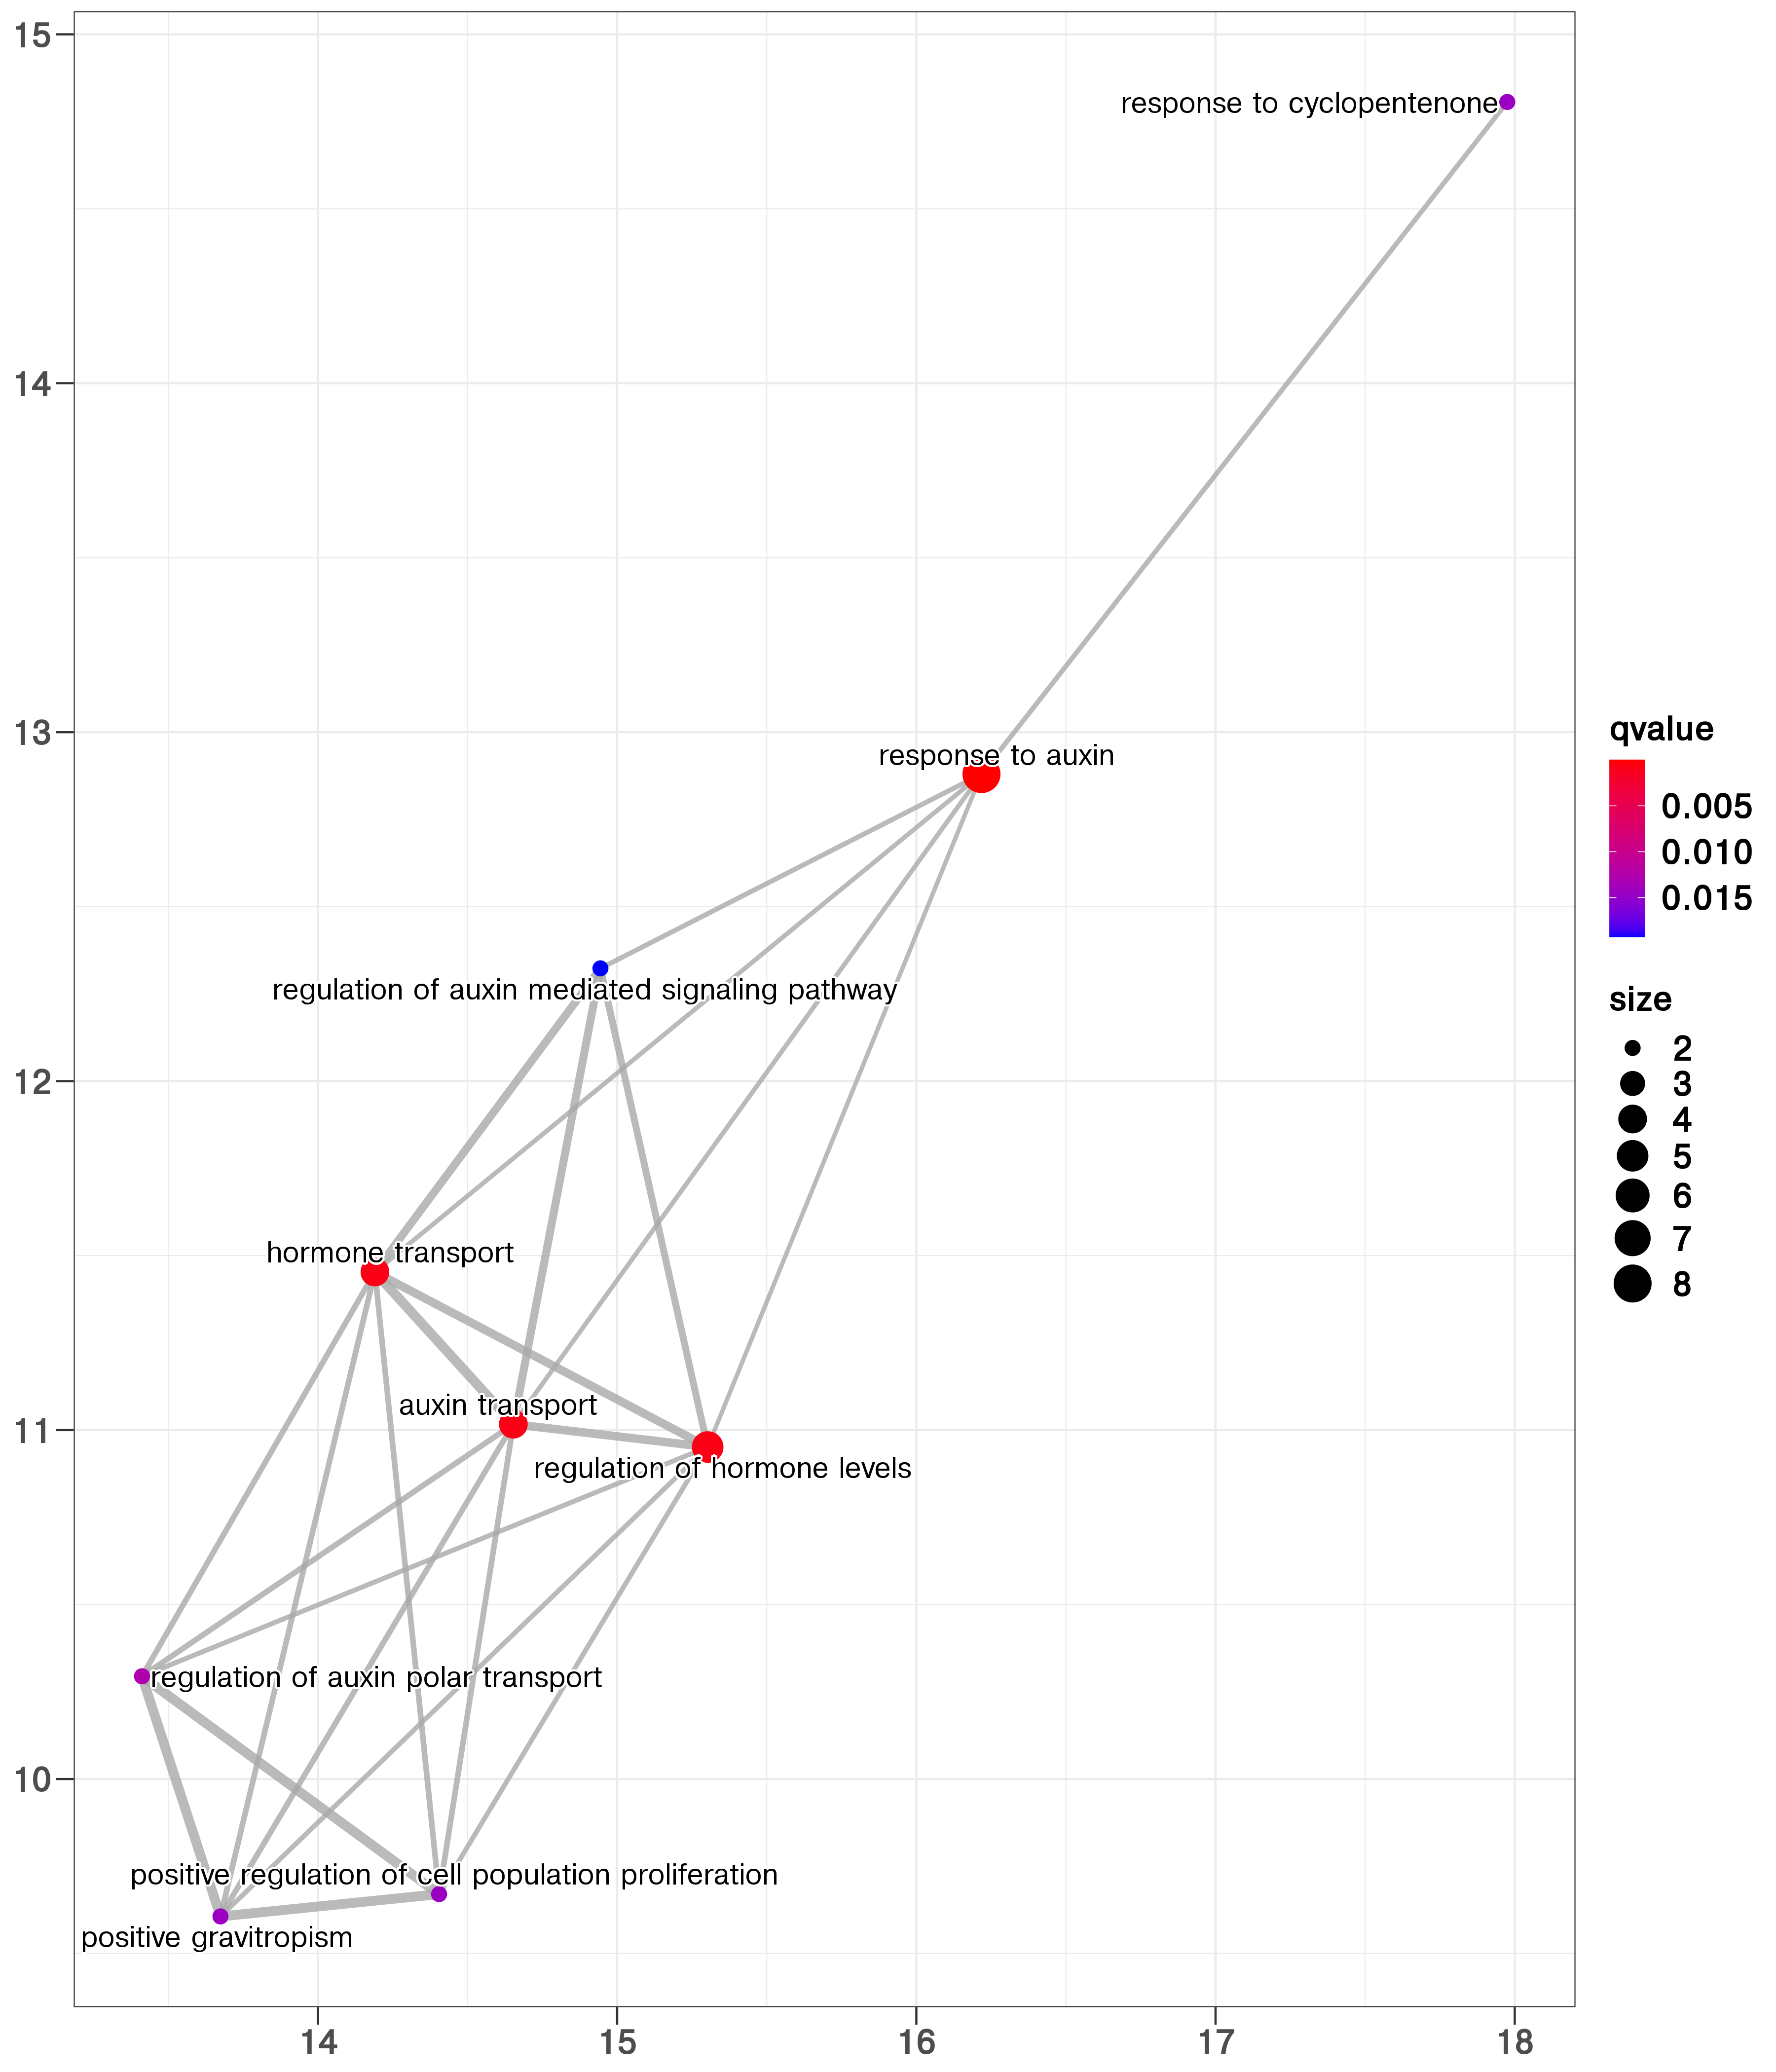 15
response to cyclopentenone
14
13
response to auxin
regulation of auxin mediated signaling pathway
12
hormone transport
auxin transport
11
regulation of hormone levels
regulation of auxin polar transport
10
positive regulation of cell population proliferation
positive gravitropism
14 15 16 17 18
qvalue
0.005
0.010
0.015
size
2
3
4
5
6
7
8